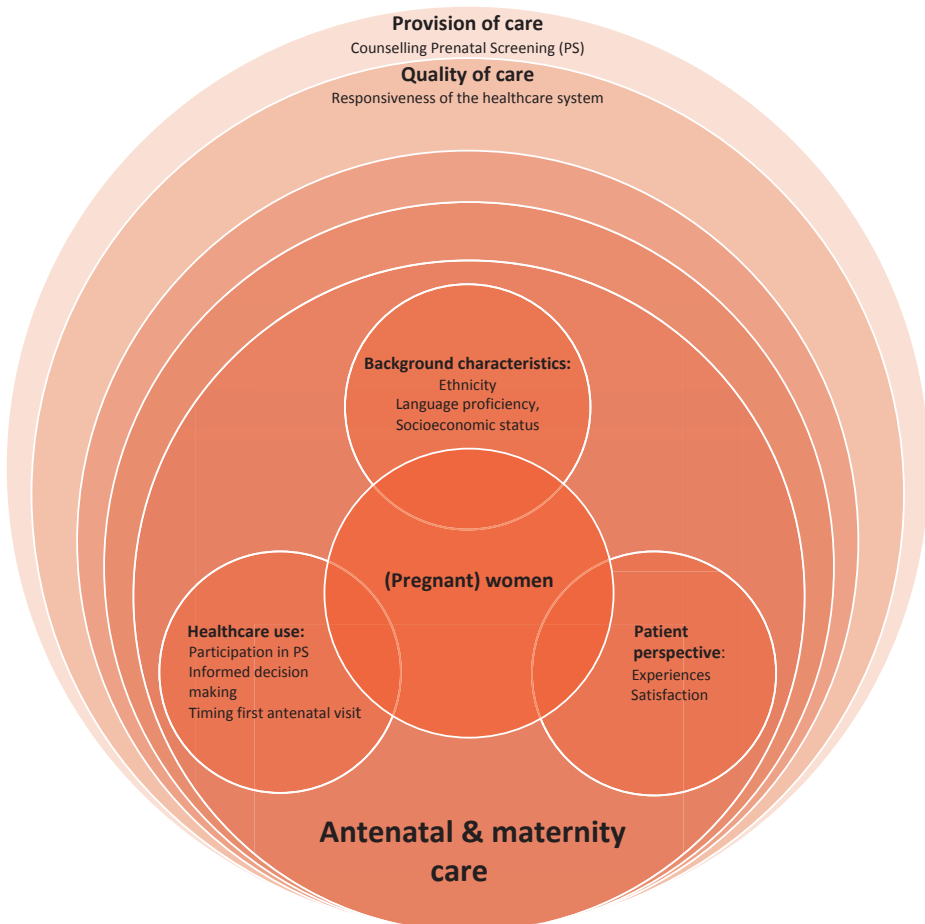 Provision of care
Counselling Prenatal Screening (PS)
Quality of care
Responsiveness of the healthcare system
Background characteristics:
Ethnicity
Language proficiency,
Socioeconomic status
(Pregnant) women
Healthcare use:
Participation in PS
Informed decision
making
Timing first antenatal visit
Patient
perspective:
Experiences
Satisfaction
Antenatal & maternity
care